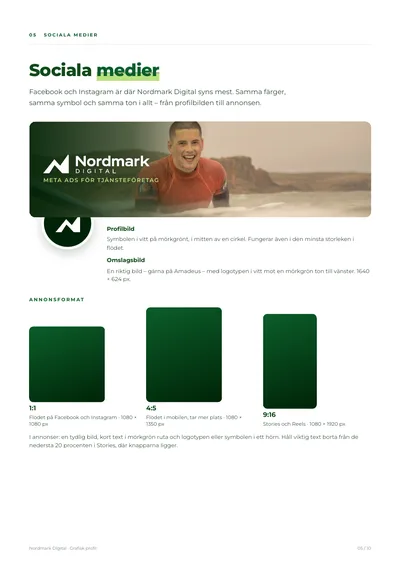 05 SOCIALA MEDIER
Sociala medier
Facebook och Instagram är där Nordmark Digital syns mest. Samma färger,
samma symbol och samma ton i allt – från profilbilden till annonsen.
Nordmark
DIGITAL
META ADS FÖR TJÄNSTEFÖRETAG
Profilbild
Symbolen i vitt på mörkgrönt, i mitten av en cirkel. Fungerar även i den minsta storleken i
flödet.
Omslagsbild
En riktig bild – gärna på Amadeus – med logotypen i vitt mot en mörkgrön ton till vänster. 1640
× 624 px.
ANNONSFORMAT
1:1
Flödet på Facebook och Instagram · 1080 ×
1080 px
4:5
Flödet i mobilen, tar mer plats · 1080 ×
1350 px
9:16
Stories och Reels · 1080 × 1920 px
I annonser: en tydlig bild, kort text i mörkgrön ruta och logotypen eller symbolen i ett hörn. Håll viktig text borta från de
nedersta 20 procenten i Stories, där knapparna ligger.
Nordmark Digital · Grafisk profil